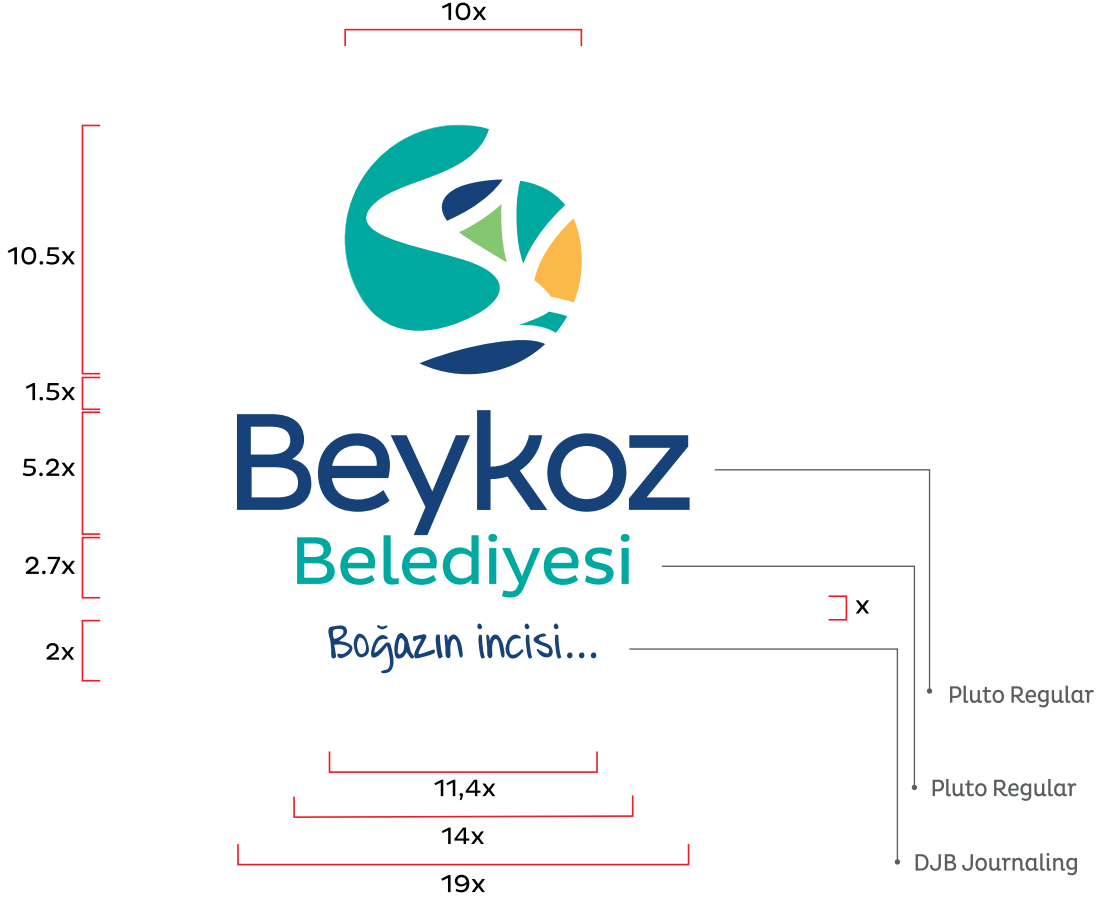 10x
10.5x
1.5x
Beykoz
5.2x
Belediyesi
2.7x
x
Boğazın incisi...
2x
Pluto Regular
11,4x
Pluto Regular
14x
DJB Journaling
19x